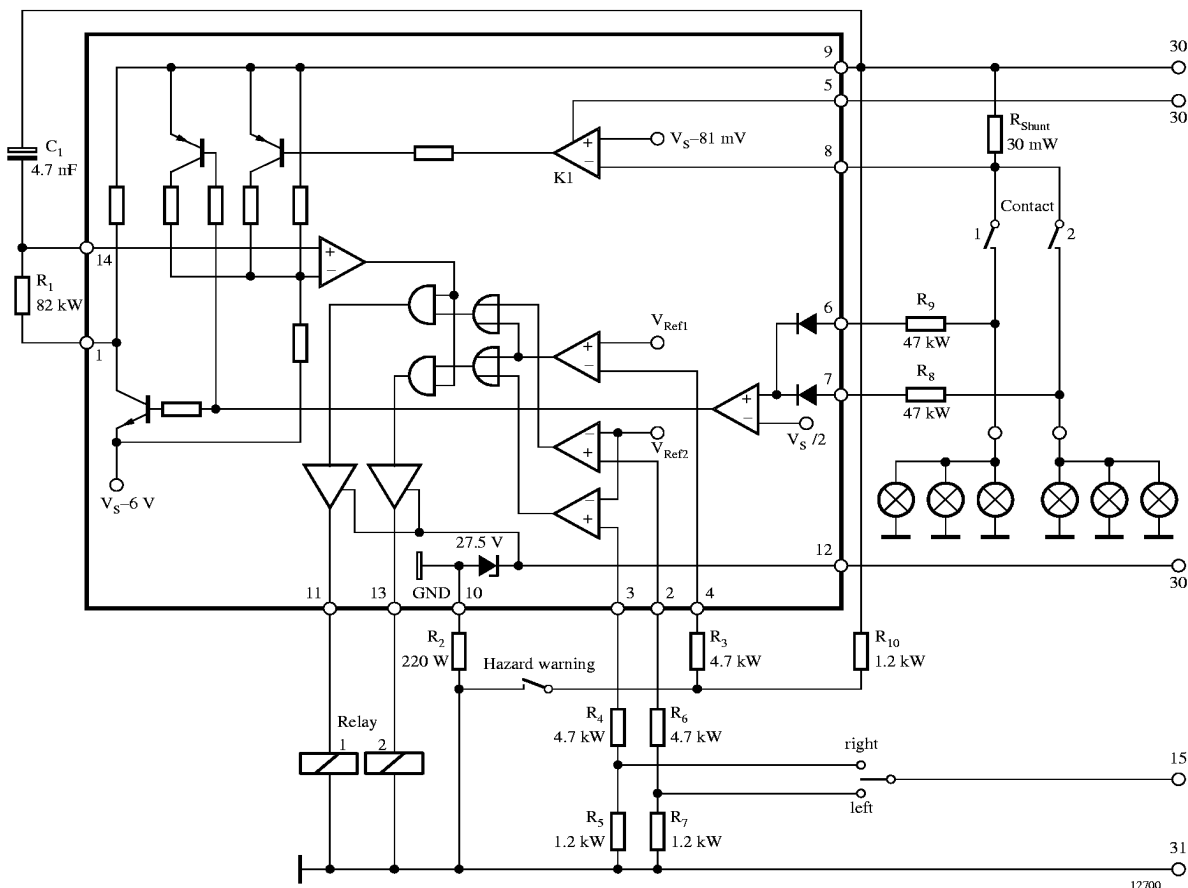 30
9
5
30
R Shunt
30 mW
C1
4.7 mF
VS–81 mV
+
–
K1
8
Contact
1
2
14
+
–
R1
82 kW
6
R9
47 kW
VRef1
+
–
1
7
R8
47 kW
+
–
VS /2
–
+
VRef2
VS–6 V
–
+
27.5 V
12
30
11
13
GND
10
3
2
4
R2
220 W
R3
4.7 kW
R10
1.2 kW
Hazard warning
Relay
1
2
R4
4.7 kW
R6
4.7 kW
right
15
left
R5
1.2 kW
R7
1.2 kW
31
12700